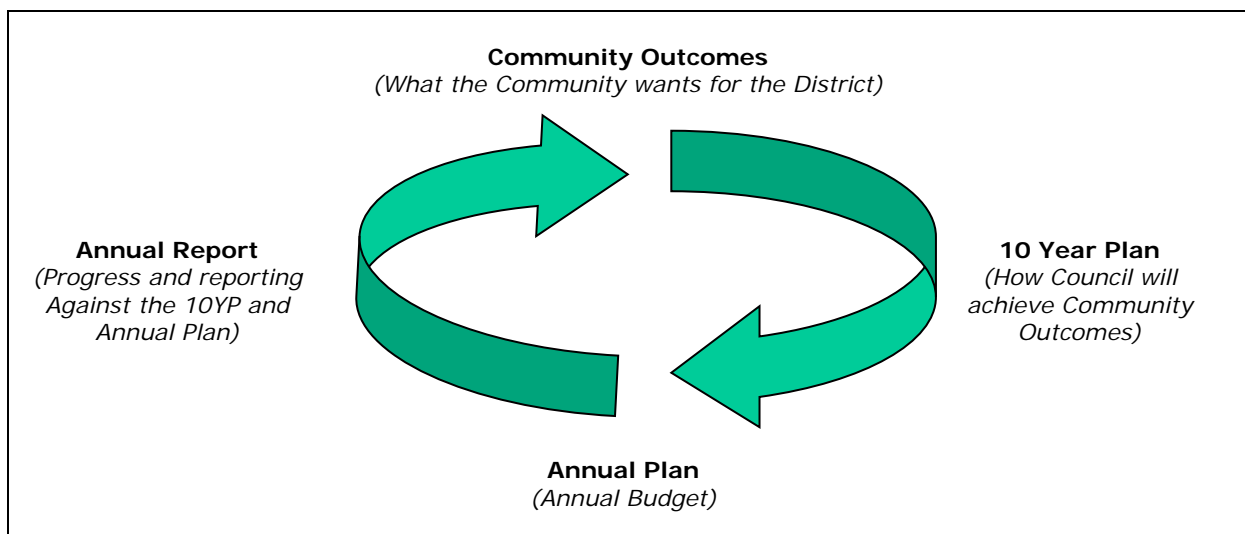 Community Outcomes
(What the Community wants for the District)
Annual Report
(Progress and reporting
Against the 10YP and
Annual Plan)
10 Year Plan
(How Council will
achieve Community
Outcomes)
Annual Plan
(Annual Budget)